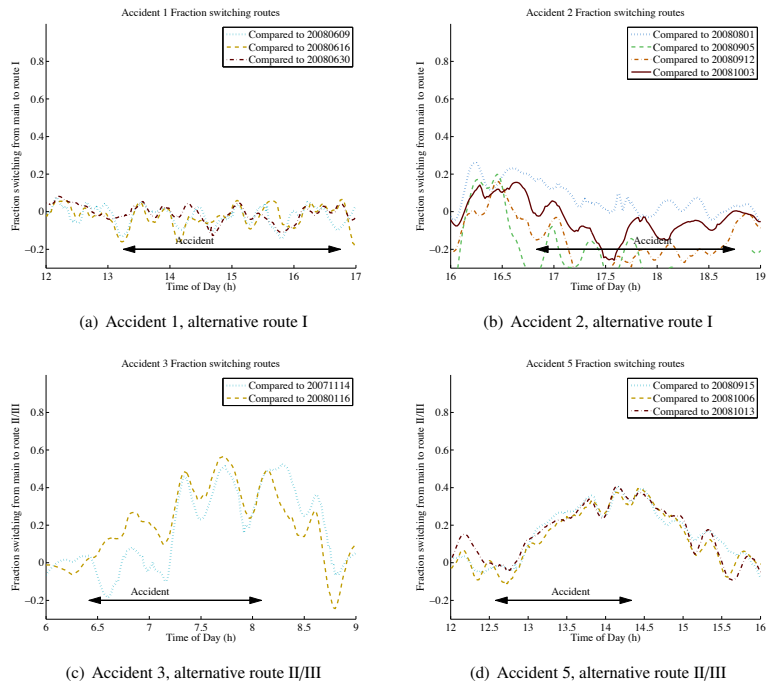 Accident 1 Fraction switching routes
Fraction switching from main to route I
0.8
0.6
0.4
0.2
0
−0.2
Compared to 20080609
Compared to 20080616
Compared to 20080630
Accident
12 13 14 15 16 17
Time of Day (h)
(a) Accident 1, alternative route I
Accident 2 Fraction switching routes
Fraction switching from main to route I
0.8
0.6
0.4
0.2
0
−0.2
Compared to 20080801
Compared to 20080905
Compared to 20080912
Compared to 20081003
Accident
16 16.5 17 17.5 18 18.5 19
Time of Day (h)
(b) Accident 2, alternative route I
Accident 3 Fraction switching routes
Fraction switching from main to route II/III
0.8
0.6
0.4
0.2
0
−0.2
Compared to 20071114
Compared to 20080116
Accident
6 6.5 7 7.5 8 8.5 9
Time of Day (h)
(c) Accident 3, alternative route II/III
Accident 5 Fraction switching routes
Fraction switching from main to route II/III
0.8
0.6
0.4
0.2
0
−0.2
Compared to 20080915
Compared to 20081006
Compared to 20081013
Accident
12 12.5 13 13.5 14 14.5 15 15.5 16
Time of Day (h)
(d) Accident 5, alternative route II/III